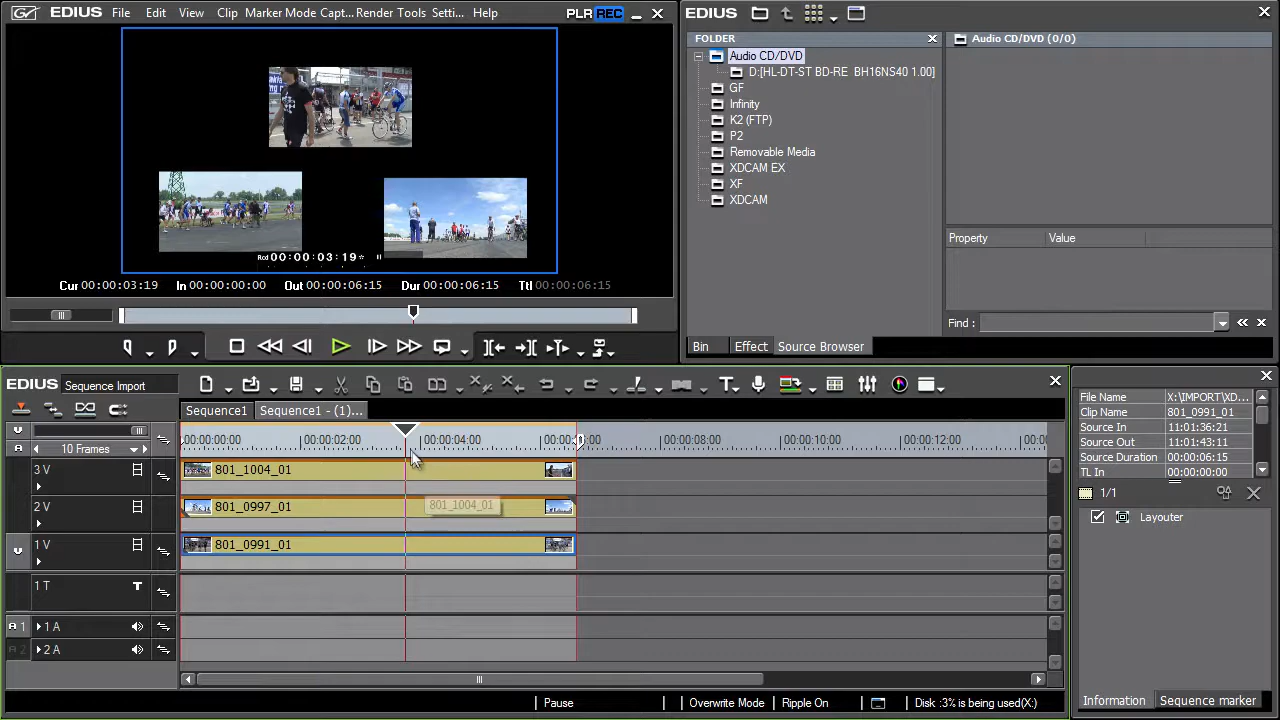 File Edit View Clip Marker Mode Capt... Render Tools Setti... Help PLR REC
Rcd 00:00:03:19
Cur 00:00:03:19 In 00:00:00:00 Out 00:00:06:15 Dur 00:00:06:15 Ttl 00:00:06:15
EDIUS
FOLDER
Audio CD/DVD
D:[HL-DT-ST BD-RE BH16NS40 1.00]
GF
Infinity
K2 (FTP)
P2
Removable Media
XDCAM EX
XF
XDCAM
Audio CD/DVD (0/0)
Property Value
Find :
Bin Effect Source Browser
EDIUS Sequence Import
Sequence1 Sequence1 - (1)...
10 Frames
00:00:00:00 00:00:02:00 00:00:04:00 00:00:08:00 00:00:10:00 00:00:12:00
3 V 801_1004_01
2 V 801_0997_01
801_1004_01
1 V 801_0991_01
1 T T
A 1 1 A
A 2 2 A
Pause Overwrite Mode Ripple On Disk :3% is being used(X:)
File Name X:\IMPORT\XD...
Clip Name 801_0991_01
Source In 11:01:36:21
Source Out 11:01:43:11
Source Duration 00:00:06:15
TL In 00:00:00:00
1/1
Layouter
Information Sequence marker